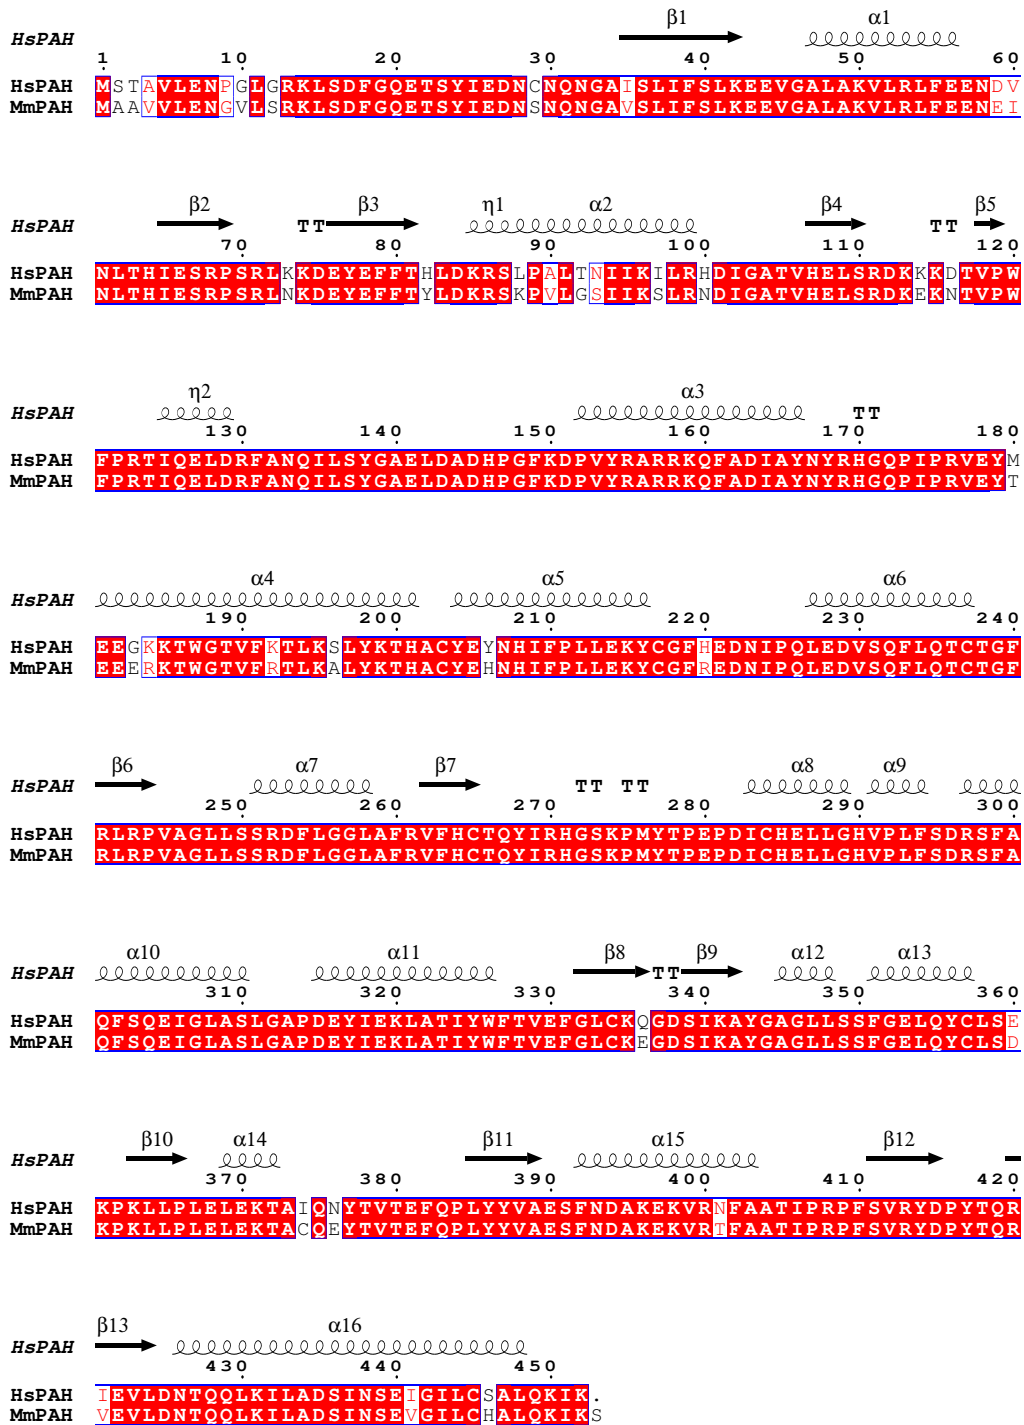 β1 α1
HsPAH
1 10 20 30 40 50 60
HsPAH MSTAVLENPGLGRKLSDFGQETSYIEDNCNQNGAISLIFSLKEEVGALAKVLRLFEENDV
MmPAH MAAVVLENGVLSRKLSDFGQETSYIEDNSNQNGAVSLIFSLKEEVGALAKVLRLFEENEI
β2 β3 η1 α2 β4 β5
HsPAH TT TT
70 80 90 100 110 120
HsPAH NLTHIESRPSRLKKDEYEFFTHLDKRSLPALTNIIKILRHDIGATVHELSRDKKKDTVPW
MmPAH NLTHIESRPSRLNKDEYEFFTYLDKRSKPVLGSIIKSLRNDIGATVHELSRDKEKNTVPW
η2 α3
HsPAH TT
130 140 150 160 170 180
HsPAH FPRTIQELDRFANQILSYGAELDADHPGFKDPVYRARRKQFADIAYNYRHGQPIPRVEYM
MmPAH FPRTIQELDRFANQILSYGAELDADHPGFKDPVYRARRKQFADIAYNYRHGQPIPRVEYT
α4 α5 α6
HsPAH
190 200 210 220 230 240
HsPAH EEGKKTWGTVFKTLKSLYKTHACYEYNHIFPLLEKYCGFHEDNIPQLEDVSQFLQTCTGF
MmPAH EEERKTWGTVFRTLKALYKTHACYEHNHIFPLLEKYCGFREDNIPQLEDVSQFLQTCTGF
β6 α7 β7 α8 α9
HsPAH TT TT
250 260 270 280 290 300
HsPAH RLRPVAGLLSSRDFLGGLAFRVFHCTQYIRHGSKPMYTPEPDICHELLGHVPLFSDRSFA
MmPAH RLRPVAGLLSSRDFLGGLAFRVFHCTQYIRHGSKPMYTPEPDICHELLGHVPLFSDRSFA
α10 α11 β8 β9 α12 α13
HsPAH TT
310 320 330 340 350 360
HsPAH QFSQEIGLASLGAPDEYIEKLATIYWFTVEFGLCKQGDSIKAYGAGLLSSFGELQYCLSE
MmPAH QFSQEIGLASLGAPDEYIEKLATIYWFTVEFGLCKEGDSIKAYGAGLLSSFGELQYCLSD
β10 α14 β11 α15 β12
HsPAH
370 380 390 400 410 420
HsPAH KPKLLPLELEKTAIQNYTVTEFQPLYYVAESFNDAKEKVRNFAATIPRPFSVRYDPYTQR
MmPAH KPKLLPLELEKTACQEYTVTEFQPLYYVAESFNDAKEKVRTFAATIPRPFSVRYDPYTQR
β13 α16
HsPAH
430 440 450
HsPAH IEVLDNTQQLKILADSINSEIGILCSALQKIK.
MmPAH VEVLDNTQQLKILADSINSEVGILCHALQKIKS